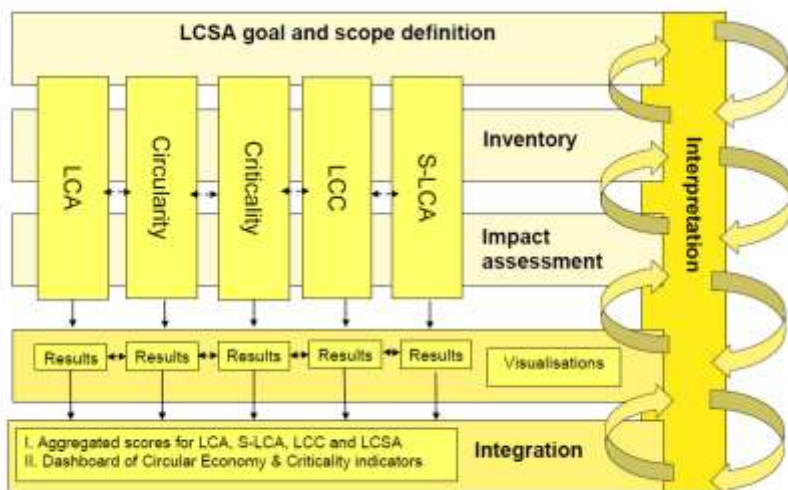 LCSA goal and scope definition
LCA
Circularity
Criticality
LCC
S-LCA
Inventory
Impact
assessment
Interpretation
Results
Results
Results
Results
Results
Visualisations
I. Aggregated scores for LCA, S-LCA, LCC and LCSA
II. Dashboard of Circular Economy & Criticality indicators
Integration